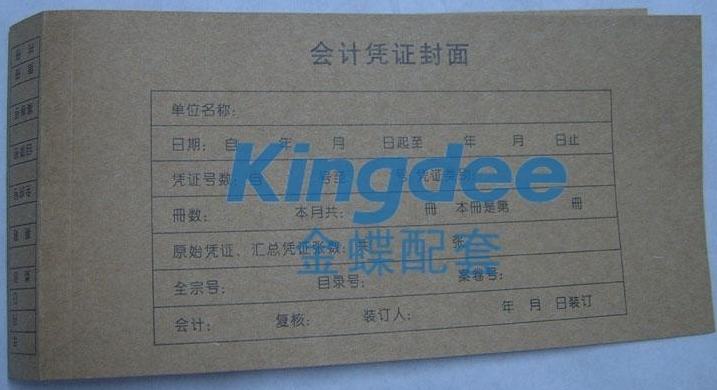 会计凭证封面
单位名称：
日期：自 年 月 日起至 年 月 日止
凭证号数：自 号至 号 凭证类别：
册数： 本月共： 册 本册是第 册
原始凭证、汇总凭证张数：共 张
全宗号： 目录号： 案卷号：
会计： 复核： 装订人： 年 月 日装订
Kingdee
金蝶配套